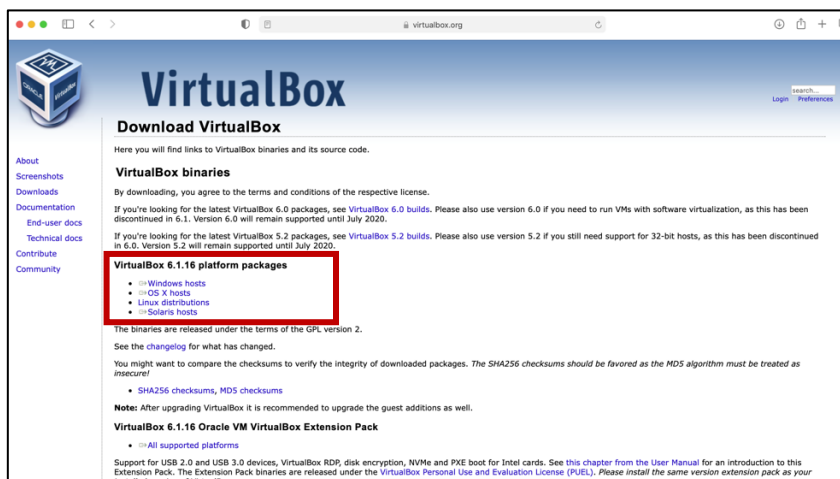 virtualbox.org
VirtualBox
search...
Login Preferences
Download VirtualBox
Here you will find links to VirtualBox binaries and its source code.
About
Screenshots
Downloads
Documentation
End-user docs
Technical docs
Contribute
Community
VirtualBox binaries
By downloading, you agree to the terms and conditions of the respective license.
If you're looking for the latest VirtualBox 6.0 packages, see VirtualBox 6.0 builds. Please also use version 6.0 if you need to run VMs with software virtualization, as this has been
discontinued in 6.1. Version 6.0 will remain supported until July 2020.
If you're looking for the latest VirtualBox 5.2 packages, see VirtualBox 5.2 builds. Please also use version 5.2 if you still need support for 32-bit hosts, as this has been discontinued
in 6.0. Version 5.2 will remain supported until July 2020.
VirtualBox 6.1.16 platform packages
Windows hosts
OS X hosts
Linux distributions
Solaris hosts
The binaries are released under the terms of the GPL version 2.
See the changelog for what has changed.
You might want to compare the checksums to verify the integrity of downloaded packages. The SHA256 checksums should be favored as the MD5 algorithm must be treated as
insecure!
SHA256 checksums, MD5 checksums
Note: After upgrading VirtualBox it is recommended to upgrade the guest additions as well.
VirtualBox 6.1.16 Oracle VM VirtualBox Extension Pack
All supported platforms
Support for USB 2.0 and USB 3.0 devices, VirtualBox RDP, disk encryption, NVMe and PXE boot for Intel cards. See this chapter from the User Manual for an introduction to this
Extension Pack. The Extension Pack binaries are released under the VirtualBox Personal Use and Evaluation License (PUEL). Please install the same version extension pack as your